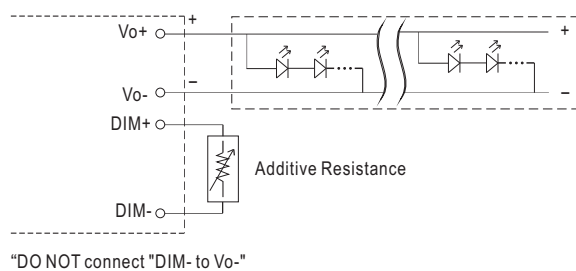 Vo+
+
+
−
−
Vo-
DIM+
Additive Resistance
DIM-
“DO NOT connect "DIM- to Vo-"